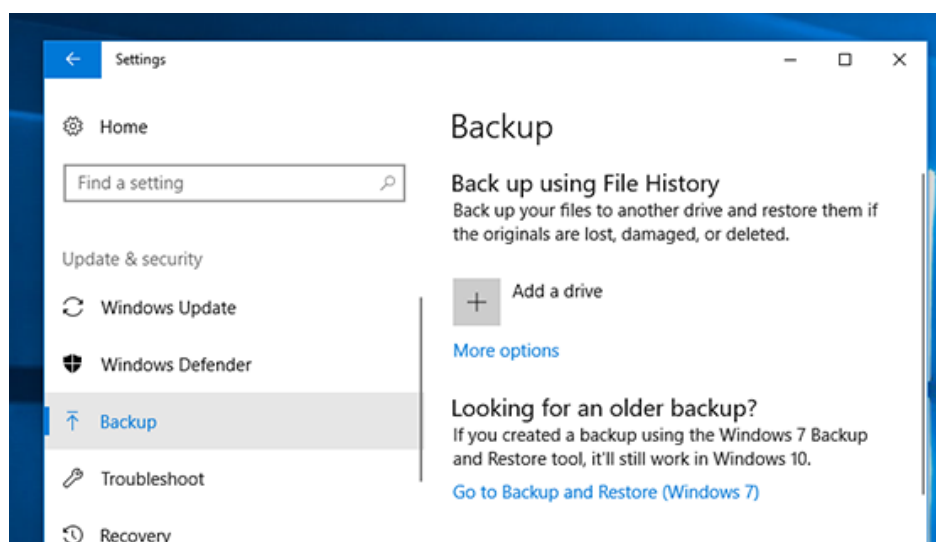 Settings
Home
Find a setting
Update & security
Windows Update
Windows Defender
Backup
Troubleshoot
Recovery
Backup
Back up using File History
Back up your files to another drive and restore them if
the originals are lost, damaged, or deleted.
Add a drive
More options
Looking for an older backup?
If you created a backup using the Windows 7 Backup
and Restore tool, it'll still work in Windows 10.
Go to Backup and Restore (Windows 7)